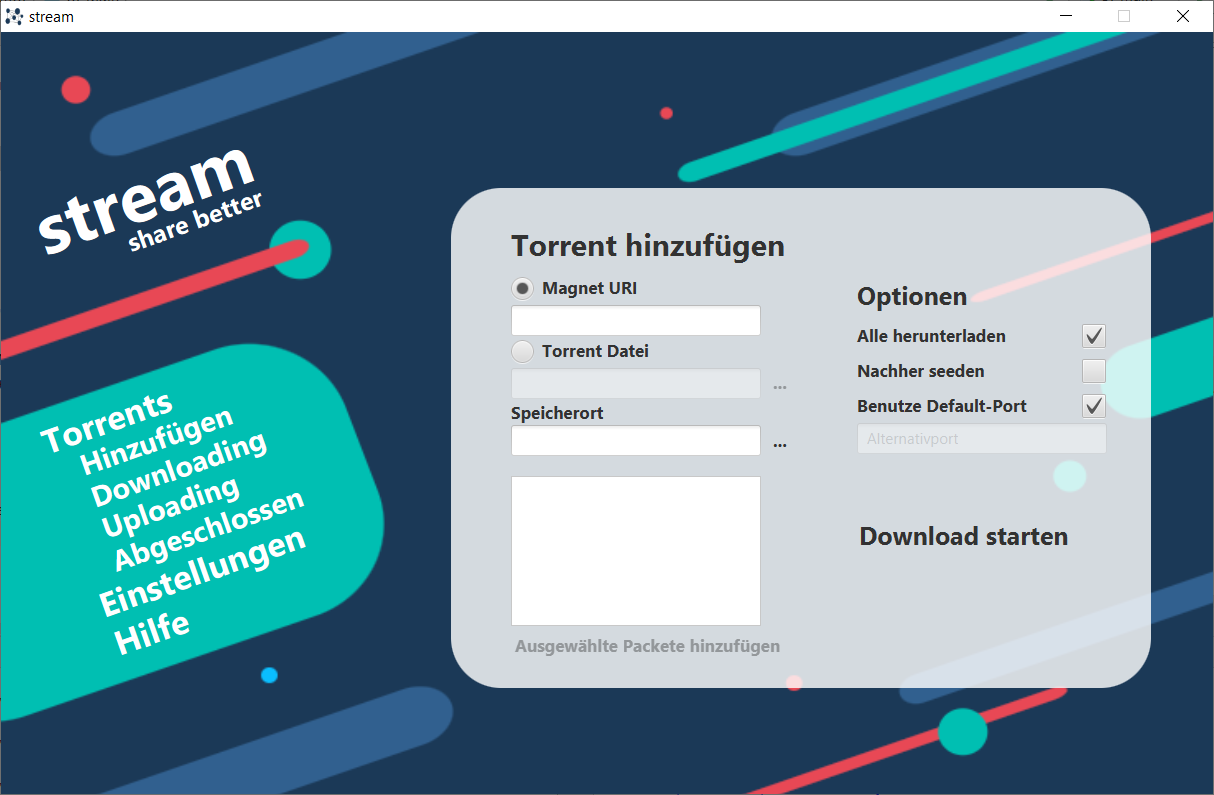 stream
stream
share better
Torrents
Hinzufügen
Downloading
Uploading
Abgeschlossen
Einstellungen
Hilfe
Torrent hinzufügen
Magnet URI
Torrent Datei
...
Speicherort
...
Ausgewählte Packete hinzufügen
Optionen
Alle herunterladen
Nachher seeden
Benutze Default-Port
Alternativport
Download starten